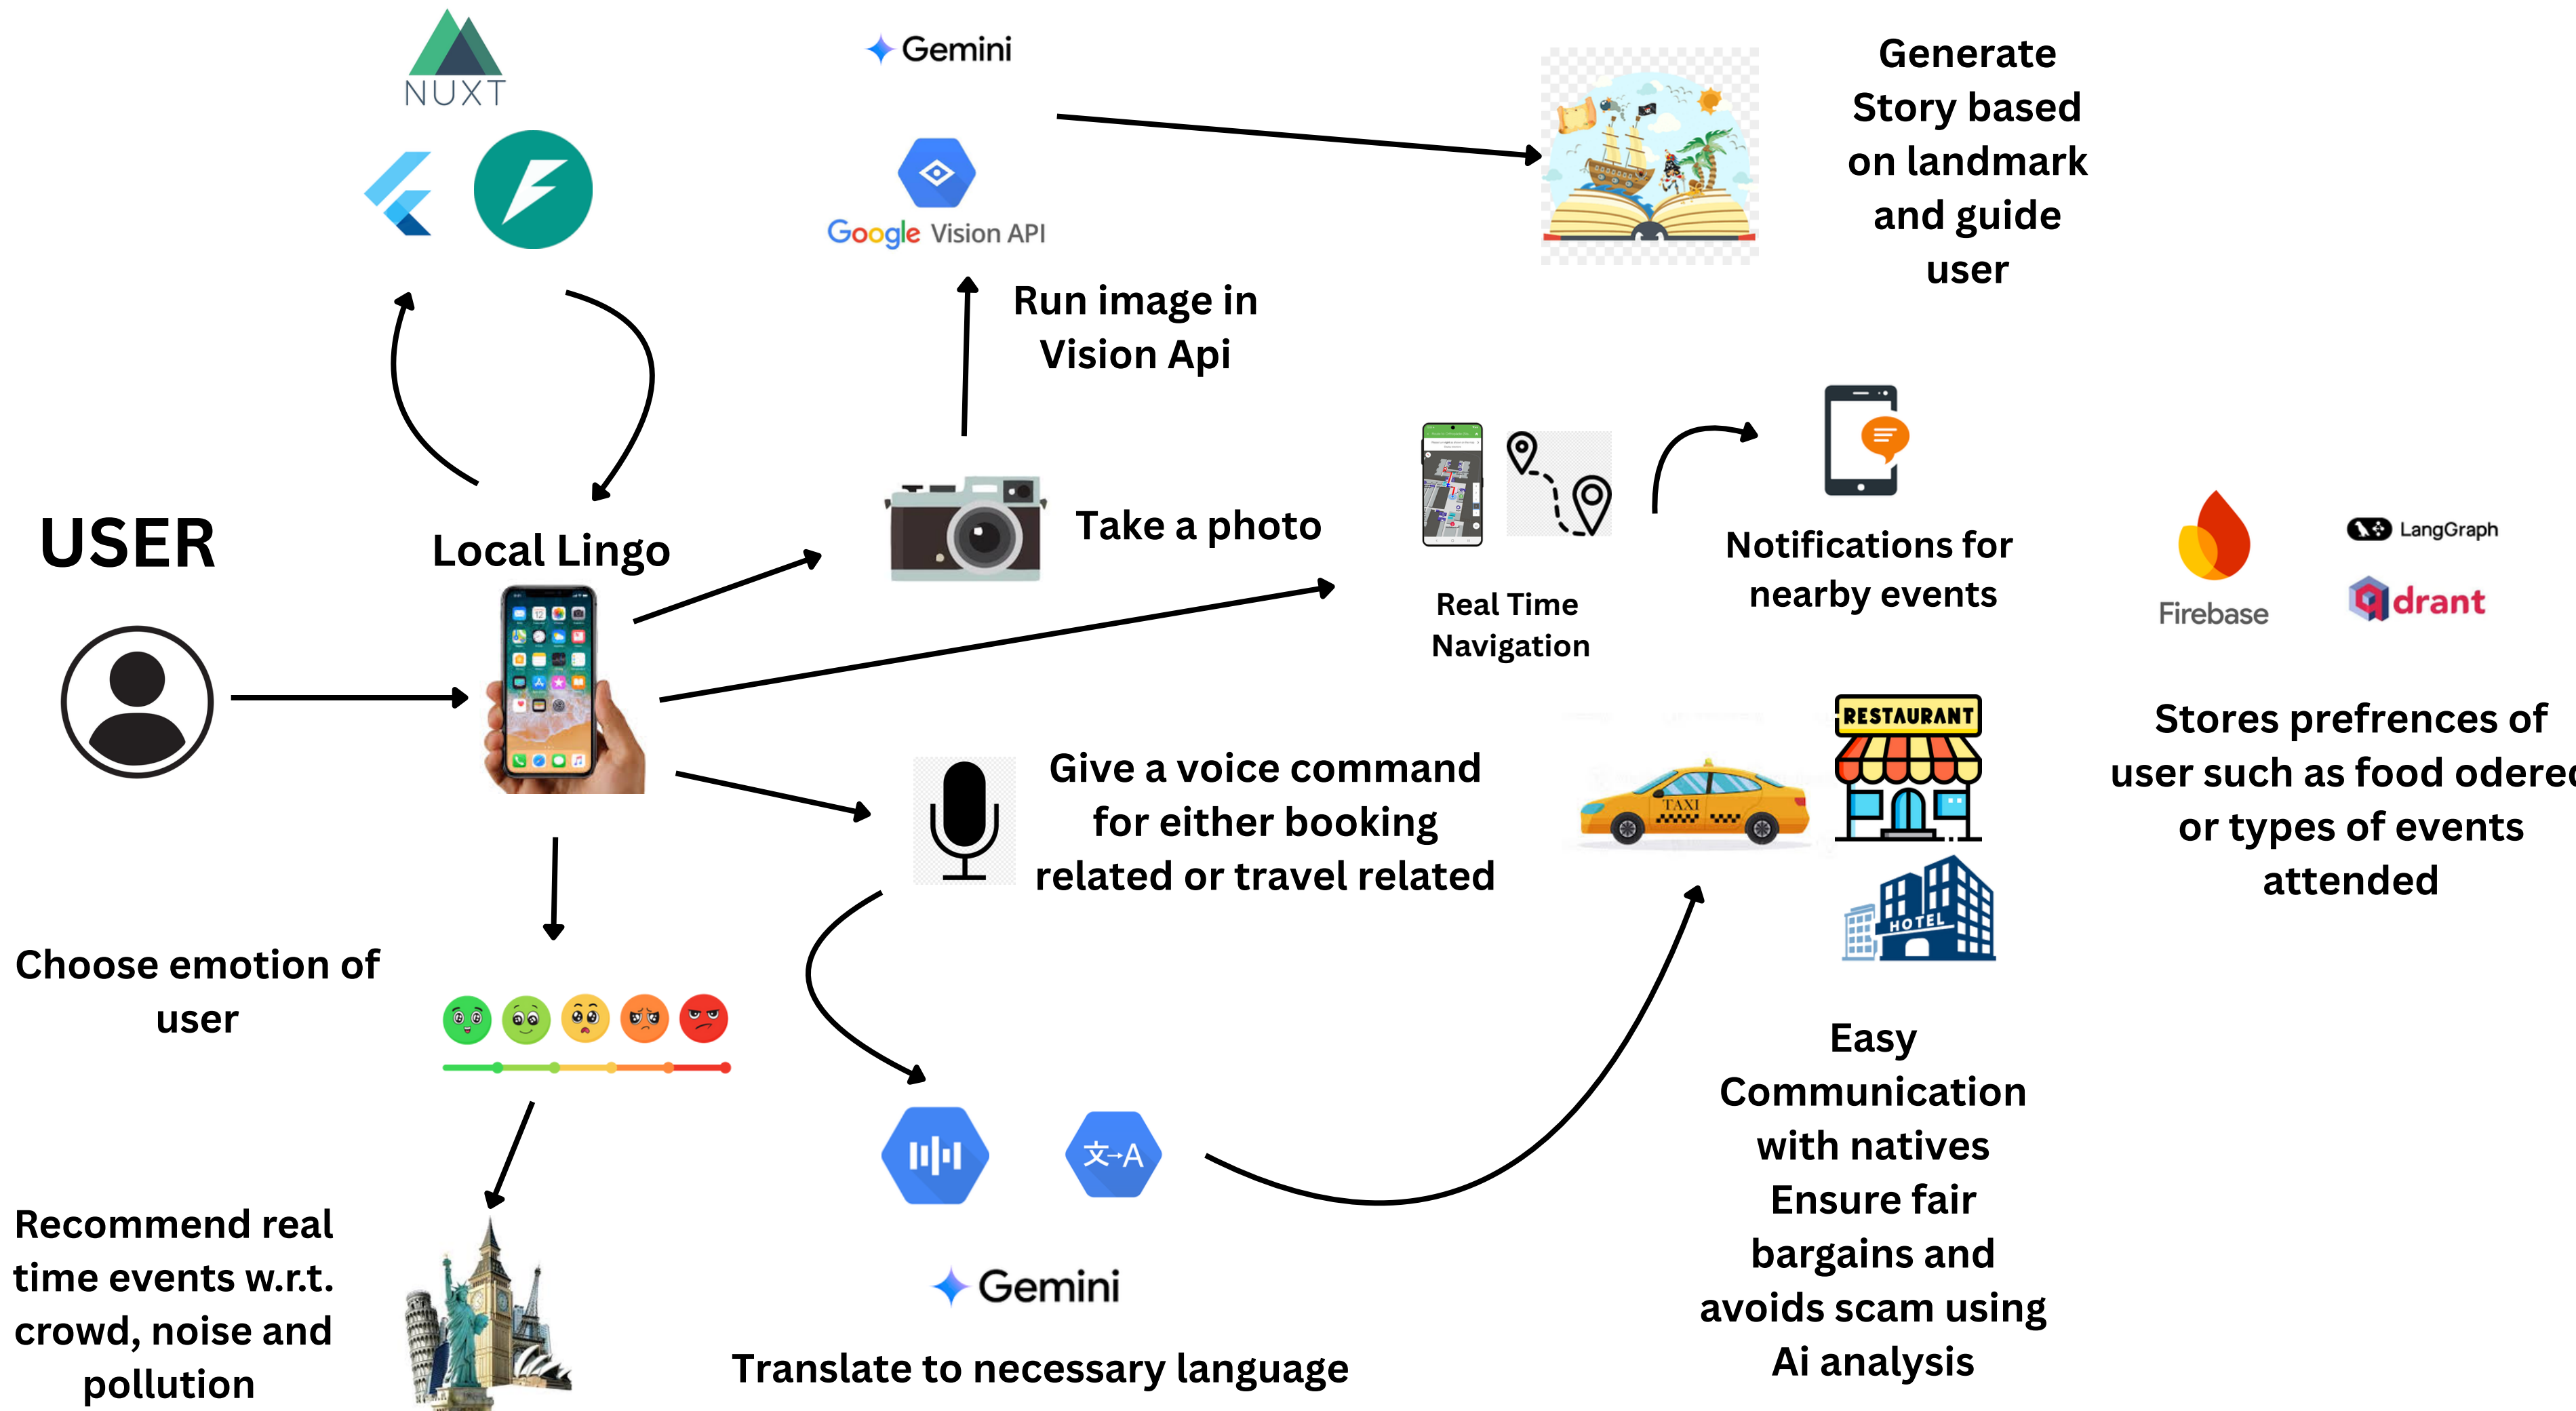 NUXT
Gemini
Google Vision API
Generate
Story based
on landmark
and guide
user
Run image in
Vision Api
USER
Local Lingo
Take a photo
Real Time
Navigation
Notifications for
nearby events
Firebase
LangGraph
qdrant
Stores prefrences of
user such as food odered
or types of events
attended
Give a voice command
for either booking
related or travel related
TAXI
RESTAURANT
HOTEL
Choose emotion of
user
Recommend real
time events w.r.t.
crowd, noise and
pollution
文→A
Gemini
Translate to necessary language
Easy
Communication
with natives
Ensure fair
bargains and
avoids scam using
Ai analysis